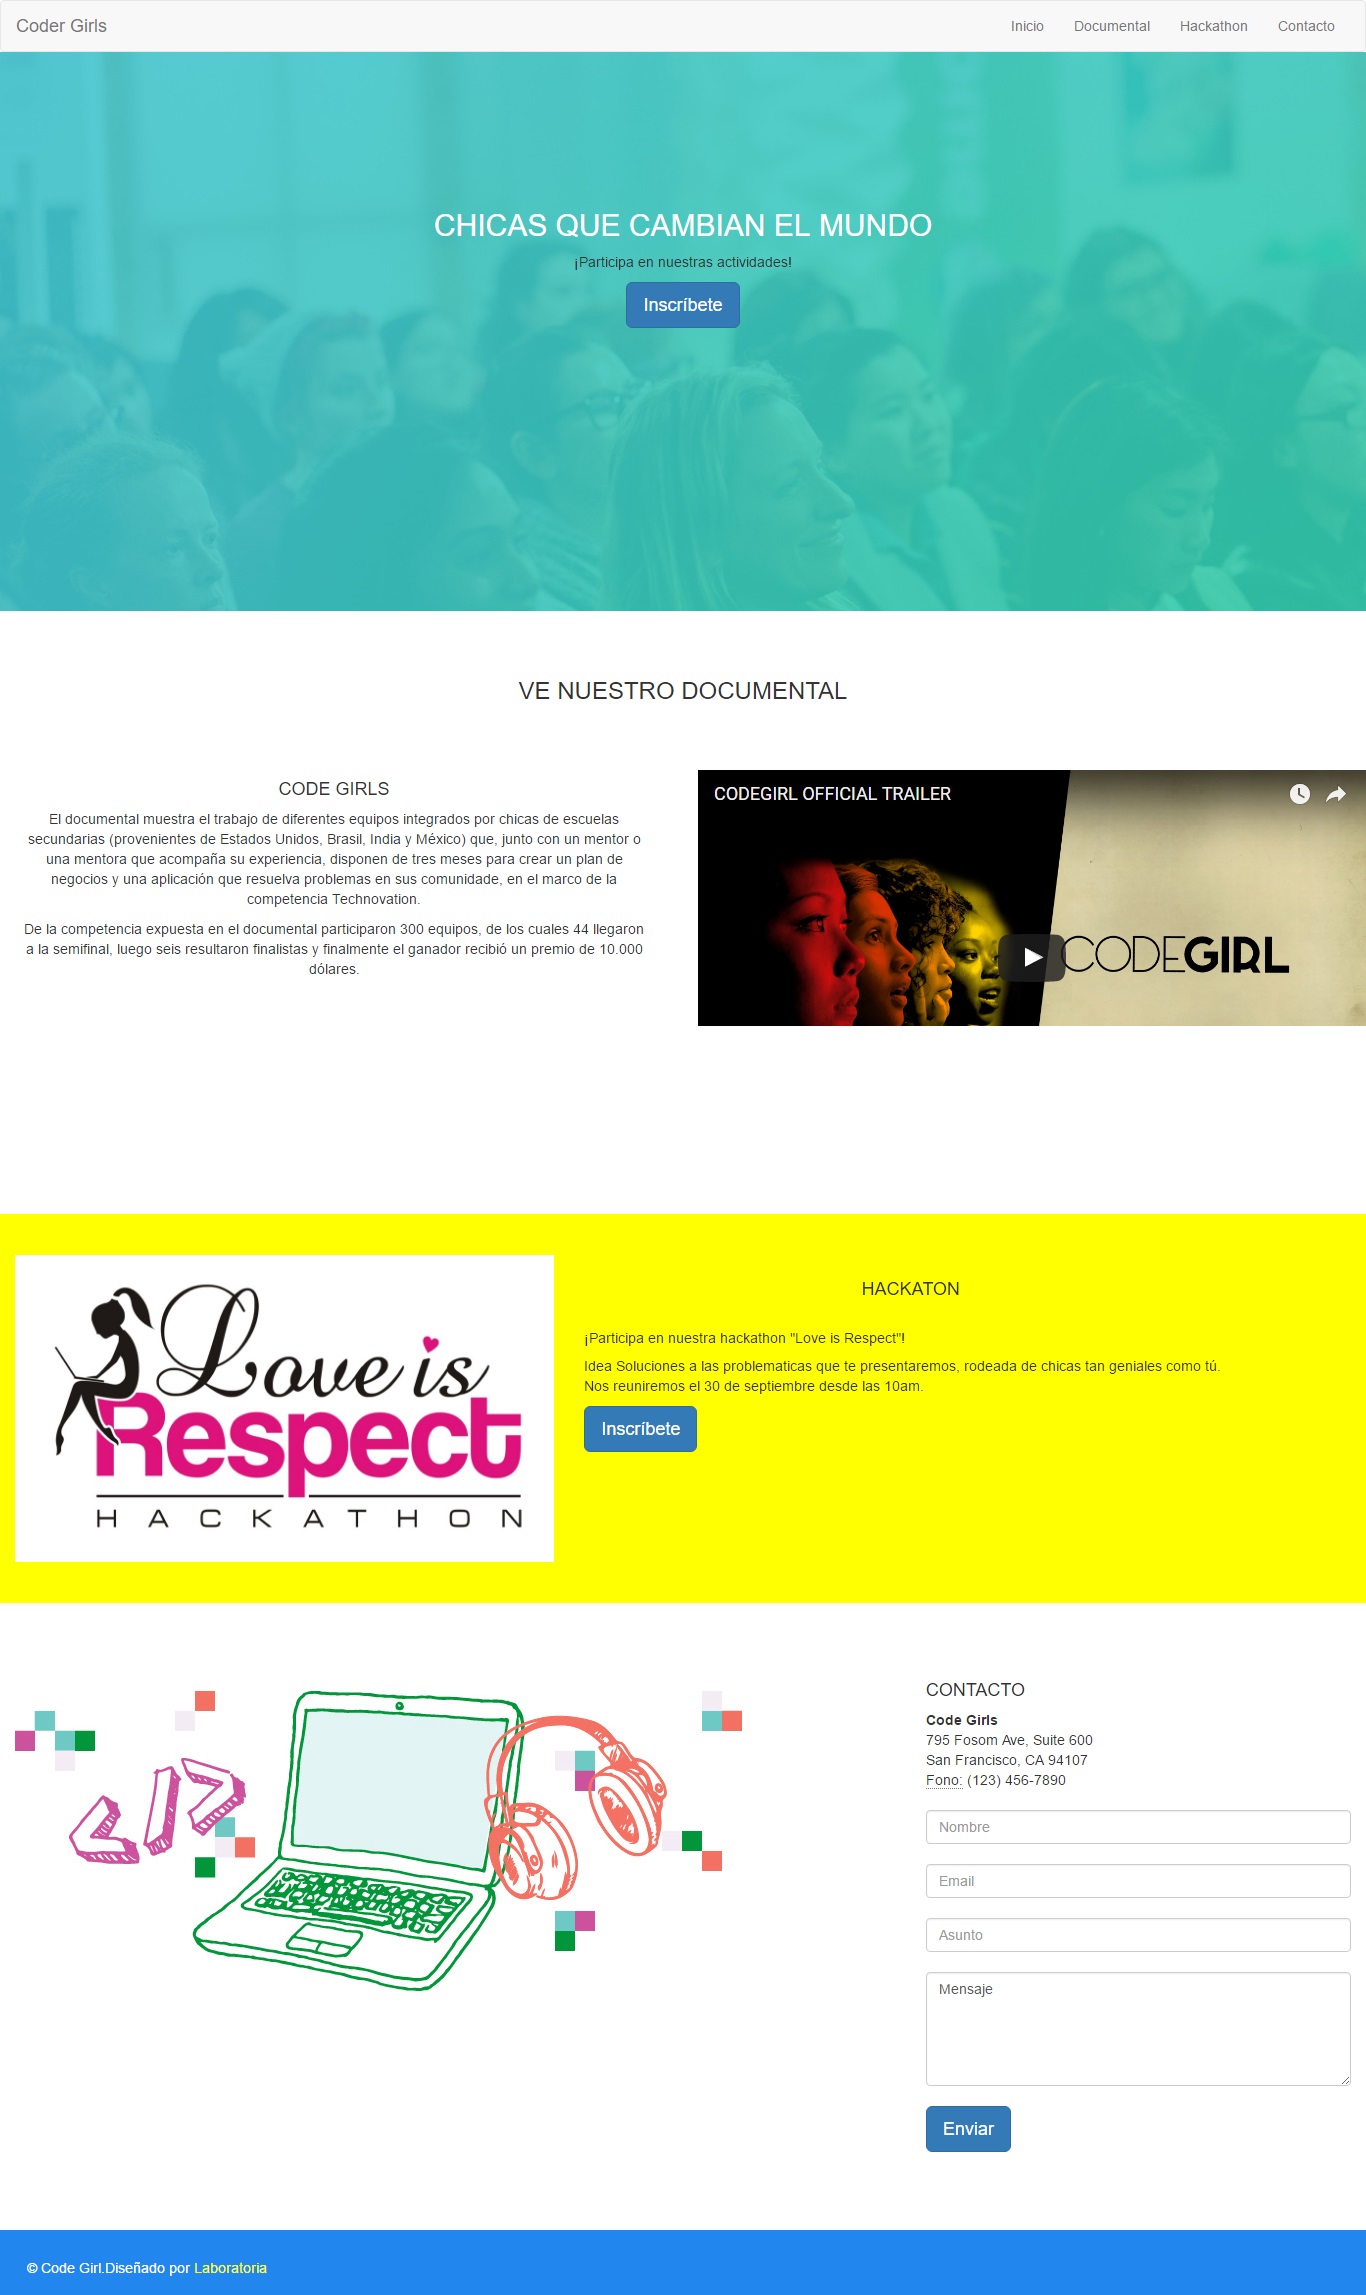 Coder Girls
Inicio Documental Hackathon Contacto
CHICAS QUE CAMBIAN EL MUNDO
¡Participa en nuestras actividades!
Inscríbete
VE NUESTRO DOCUMENTAL
CODE GIRLS
El documental muestra el trabajo de diferentes equipos integrados por chicas de escuelas
secundarias (provenientes de Estados Unidos, Brasil, India y México) que, junto con un mentor o
una mentora que acompaña su experiencia, disponen de tres meses para crear un plan de
negocios y una aplicación que resuelva problemas en sus comunidade, en el marco de la
competencia Technovation.
De la competencia expuesta en el documental participaron 300 equipos, de los cuales 44 llegaron
a la semifinal, luego seis resultaron finalistas y finalmente el ganador recibió un premio de 10.000
dólares.
CODEGIRL OFFICIAL TRAILER
CODEGIRL
Love is
Respect
HACKATHON
HACKATON
¡Participa en nuestra hackathon "Love is Respect"!
Idea Soluciones a las problematicas que te presentaremos, rodeada de chicas tan geniales como tú.
Nos reuniremos el 30 de septiembre desde las 10am.
Inscríbete
</>
CONTACTO
Code Girls
795 Fosom Ave, Suite 600
San Francisco, CA 94107
Fono: (123) 456-7890
Nombre
Email
Asunto
Mensaje
Enviar
© Code Girl.Diseñado por Laboratoria